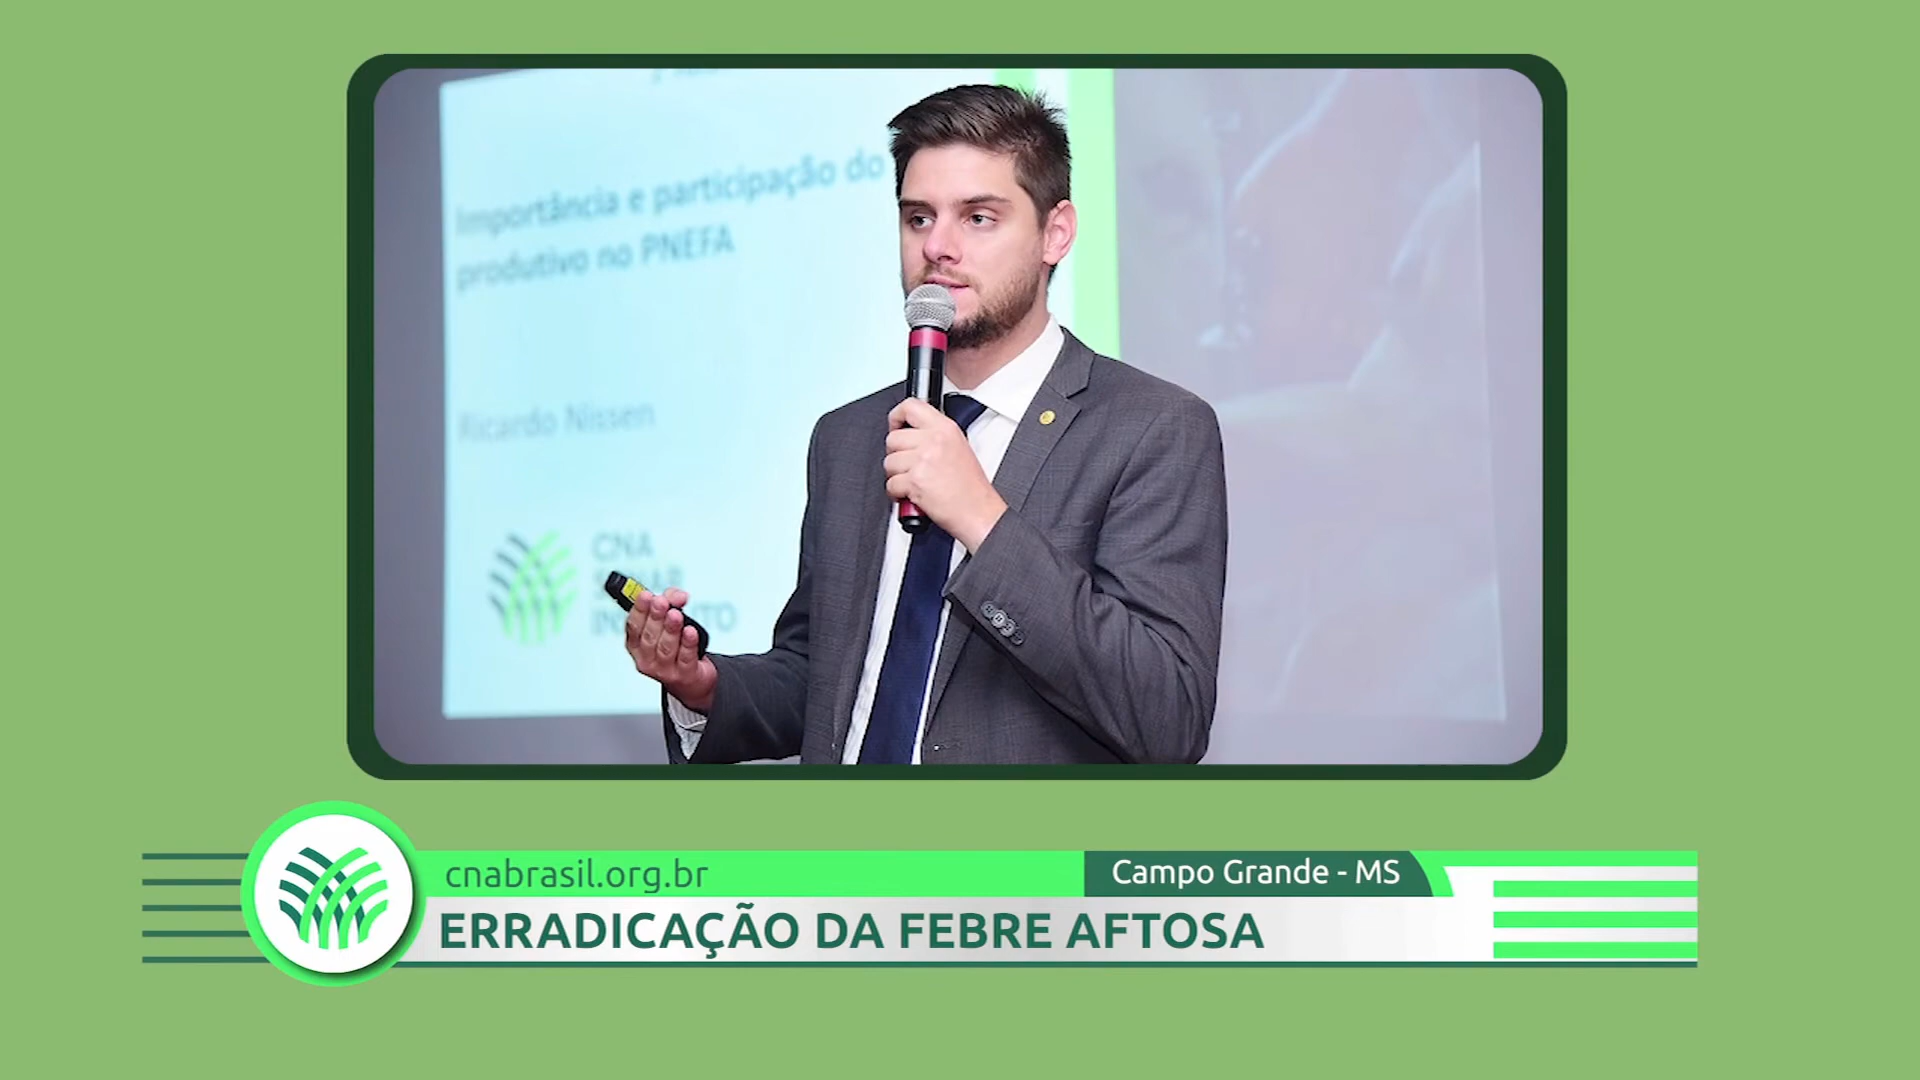 Importância e participação do
produtivo no PNEFA
Ricardo Nissen
CNA
cnabrasil.org.br
Campo Grande - MS
ERRADICAÇÃO DA FEBRE AFTOSA